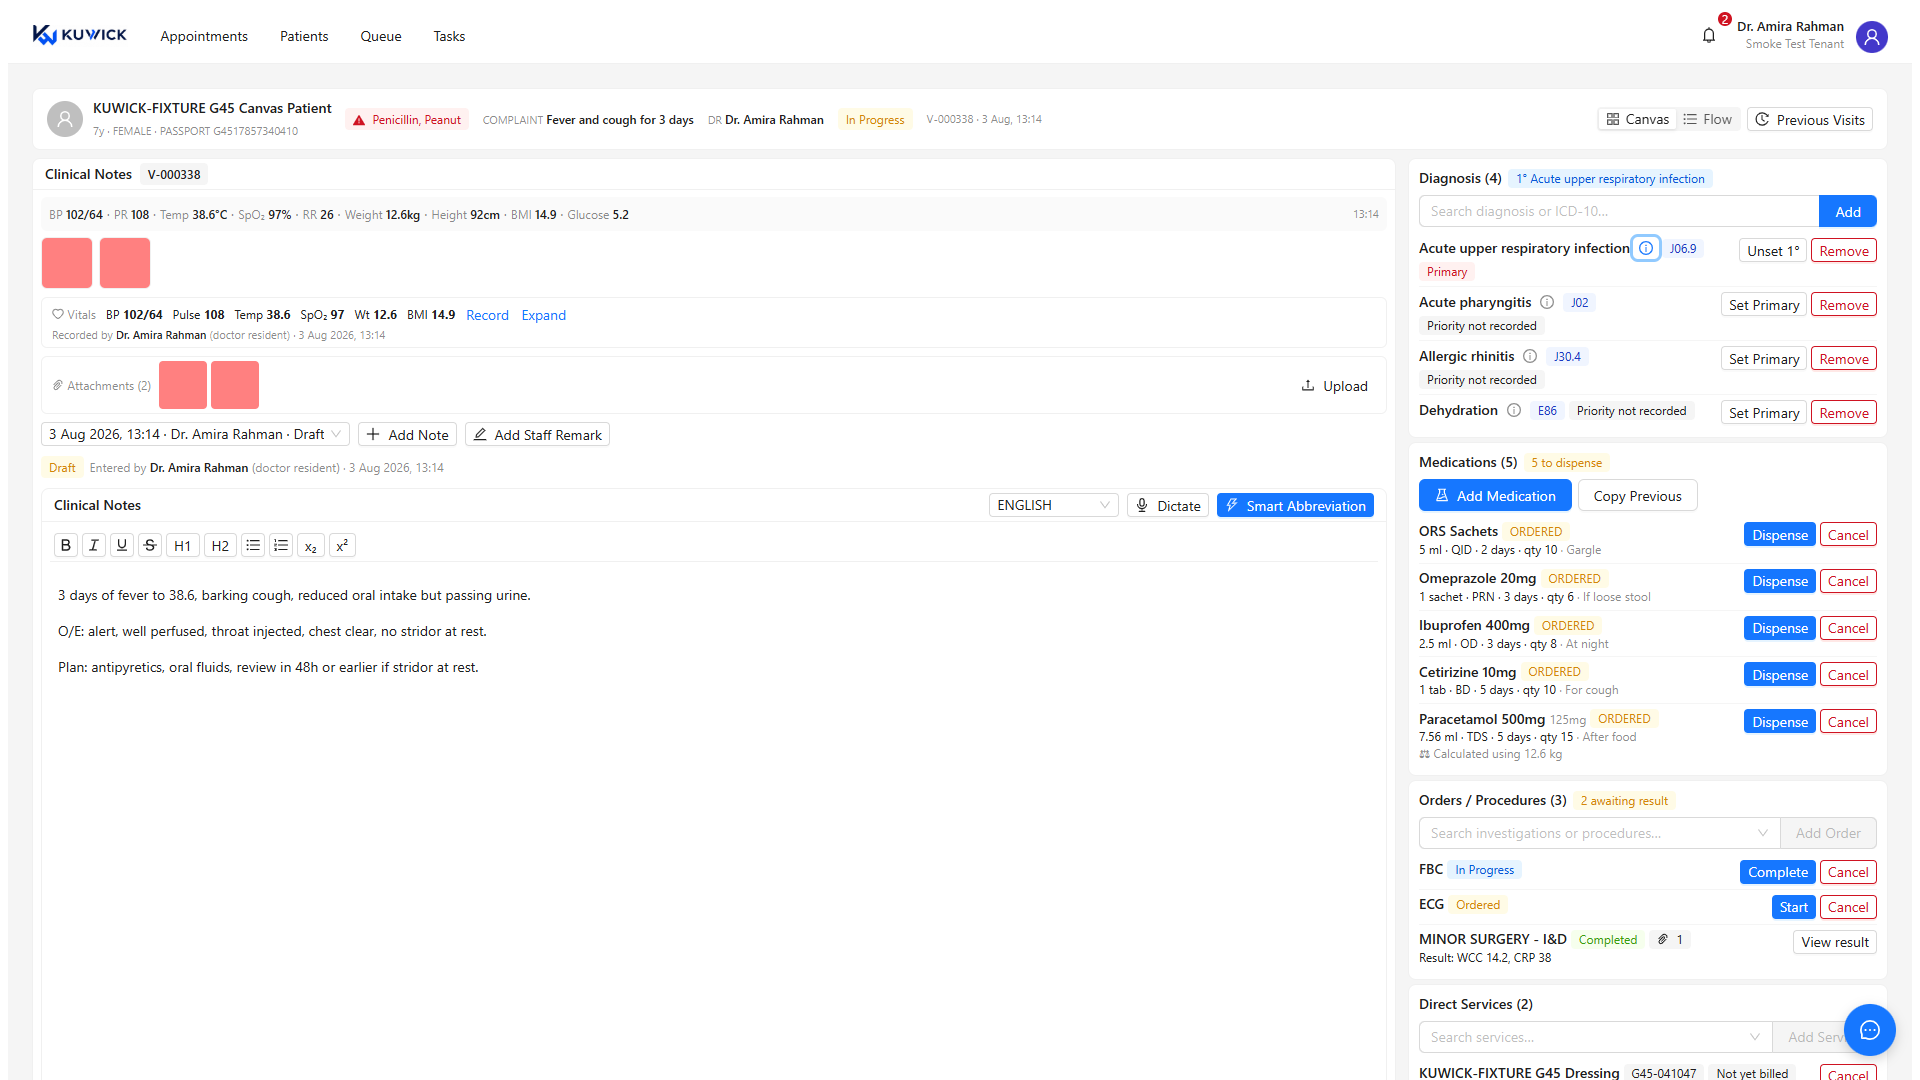 KUWICK
Appointments
Patients
Queue
Tasks
2
Dr. Amira Rahman
Smoke Test Tenant
KUWICK-FIXTURE G45 Canvas Patient
7y · FEMALE · PASSPORT G4517857340410
Penicillin, Peanut
COMPLAINT Fever and cough for 3 days
DR Dr. Amira Rahman
In Progress
V-000338 · 3 Aug, 13:14
Canvas
Flow
Previous Visits
Clinical Notes V-000338
BP 102/64 · PR 108 · Temp 38.6°C · SpO₂ 97% · RR 26 · Weight 12.6kg · Height 92cm · BMI 14.9 · Glucose 5.2
13:14
Vitals BP 102/64 Pulse 108 Temp 38.6 SpO₂ 97 Wt 12.6 BMI 14.9 Record Expand
Recorded by Dr. Amira Rahman (doctor resident) · 3 Aug 2026, 13:14
Attachments (2)
Upload
3 Aug 2026, 13:14 · Dr. Amira Rahman · Draft
Add Note
Add Staff Remark
Draft Entered by Dr. Amira Rahman (doctor resident) · 3 Aug 2026, 13:14
Clinical Notes
ENGLISH
Dictate
Smart Abbreviation
B I U S H1 H2 x₂ x²
3 days of fever to 38.6, barking cough, reduced oral intake but passing urine.
O/E: alert, well perfused, throat injected, chest clear, no stridor at rest.
Plan: antipyretics, oral fluids, review in 48h or earlier if stridor at rest.
Diagnosis (4) 1° Acute upper respiratory infection
Search diagnosis or ICD-10...
Add
Acute upper respiratory infection J06.9
Unset 1° Remove
Primary
Acute pharyngitis J02
Set Primary Remove
Priority not recorded
Allergic rhinitis J30.4
Set Primary Remove
Priority not recorded
Dehydration E86 Priority not recorded
Set Primary Remove
Medications (5) 5 to dispense
Add Medication
Copy Previous
ORS Sachets ORDERED
Dispense Cancel
5 ml · QID · 2 days · qty 10 · Gargle
Omeprazole 20mg ORDERED
Dispense Cancel
1 sachet · PRN · 3 days · qty 6 · If loose stool
Ibuprofen 400mg ORDERED
Dispense Cancel
2.5 ml · OD · 3 days · qty 8 · At night
Cetirizine 10mg ORDERED
Dispense Cancel
1 tab · BD · 5 days · qty 10 · For cough
Paracetamol 500mg 125mg ORDERED
Dispense Cancel
7.56 ml · TDS · 5 days · qty 15 · After food
Calculated using 12.6 kg
Orders / Procedures (3) 2 awaiting result
Search investigations or procedures...
Add Order
FBC In Progress
Complete Cancel
ECG Ordered
Start Cancel
MINOR SURGERY - I&D Completed 1
View result
Result: WCC 14.2, CRP 38
Direct Services (2)
Search services...
Add Serv
KUWICK-FIXTURE G45 Dressing G45-041047 Not yet billed
Cancel